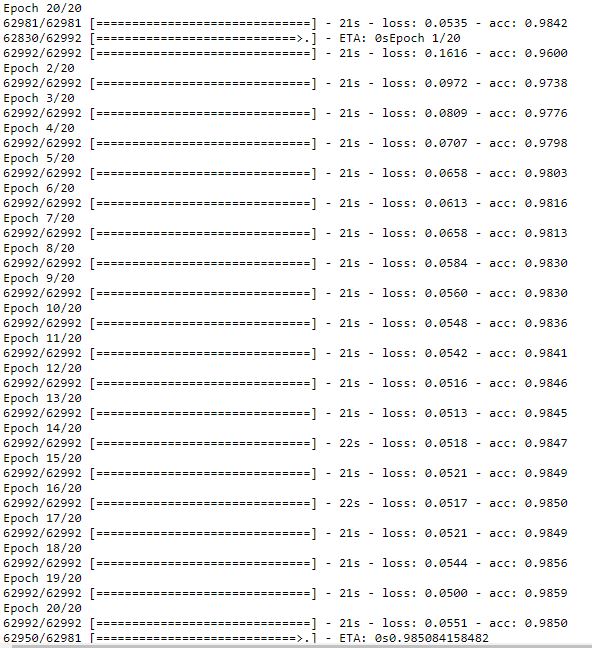 Epoch 20/20
62981/62981 [==============================] - 21s - loss: 0.0535 - acc: 0.9842
62830/62992 [============================>.] - ETA: 0sEpoch 1/20
62992/62992 [==============================] - 21s - loss: 0.1616 - acc: 0.9600
Epoch 2/20
62992/62992 [==============================] - 21s - loss: 0.0972 - acc: 0.9738
Epoch 3/20
62992/62992 [==============================] - 21s - loss: 0.0809 - acc: 0.9776
Epoch 4/20
62992/62992 [==============================] - 21s - loss: 0.0707 - acc: 0.9798
Epoch 5/20
62992/62992 [==============================] - 21s - loss: 0.0658 - acc: 0.9803
Epoch 6/20
62992/62992 [==============================] - 21s - loss: 0.0613 - acc: 0.9816
Epoch 7/20
62992/62992 [==============================] - 21s - loss: 0.0658 - acc: 0.9813
Epoch 8/20
62992/62992 [==============================] - 21s - loss: 0.0584 - acc: 0.9830
Epoch 9/20
62992/62992 [==============================] - 21s - loss: 0.0560 - acc: 0.9830
Epoch 10/20
62992/62992 [==============================] - 21s - loss: 0.0548 - acc: 0.9836
Epoch 11/20
62992/62992 [==============================] - 21s - loss: 0.0542 - acc: 0.9841
Epoch 12/20
62992/62992 [==============================] - 21s - loss: 0.0516 - acc: 0.9846
Epoch 13/20
62992/62992 [==============================] - 21s - loss: 0.0513 - acc: 0.9845
Epoch 14/20
62992/62992 [==============================] - 22s - loss: 0.0518 - acc: 0.9847
Epoch 15/20
62992/62992 [==============================] - 21s - loss: 0.0521 - acc: 0.9849
Epoch 16/20
62992/62992 [==============================] - 22s - loss: 0.0517 - acc: 0.9850
Epoch 17/20
62992/62992 [==============================] - 21s - loss: 0.0521 - acc: 0.9849
Epoch 18/20
62992/62992 [==============================] - 21s - loss: 0.0544 - acc: 0.9856
Epoch 19/20
62992/62992 [==============================] - 21s - loss: 0.0500 - acc: 0.9859
Epoch 20/20
62992/62992 [==============================] - 21s - loss: 0.0551 - acc: 0.9850
62950/62981 [============================>.] - ETA: 0s0.985084158482